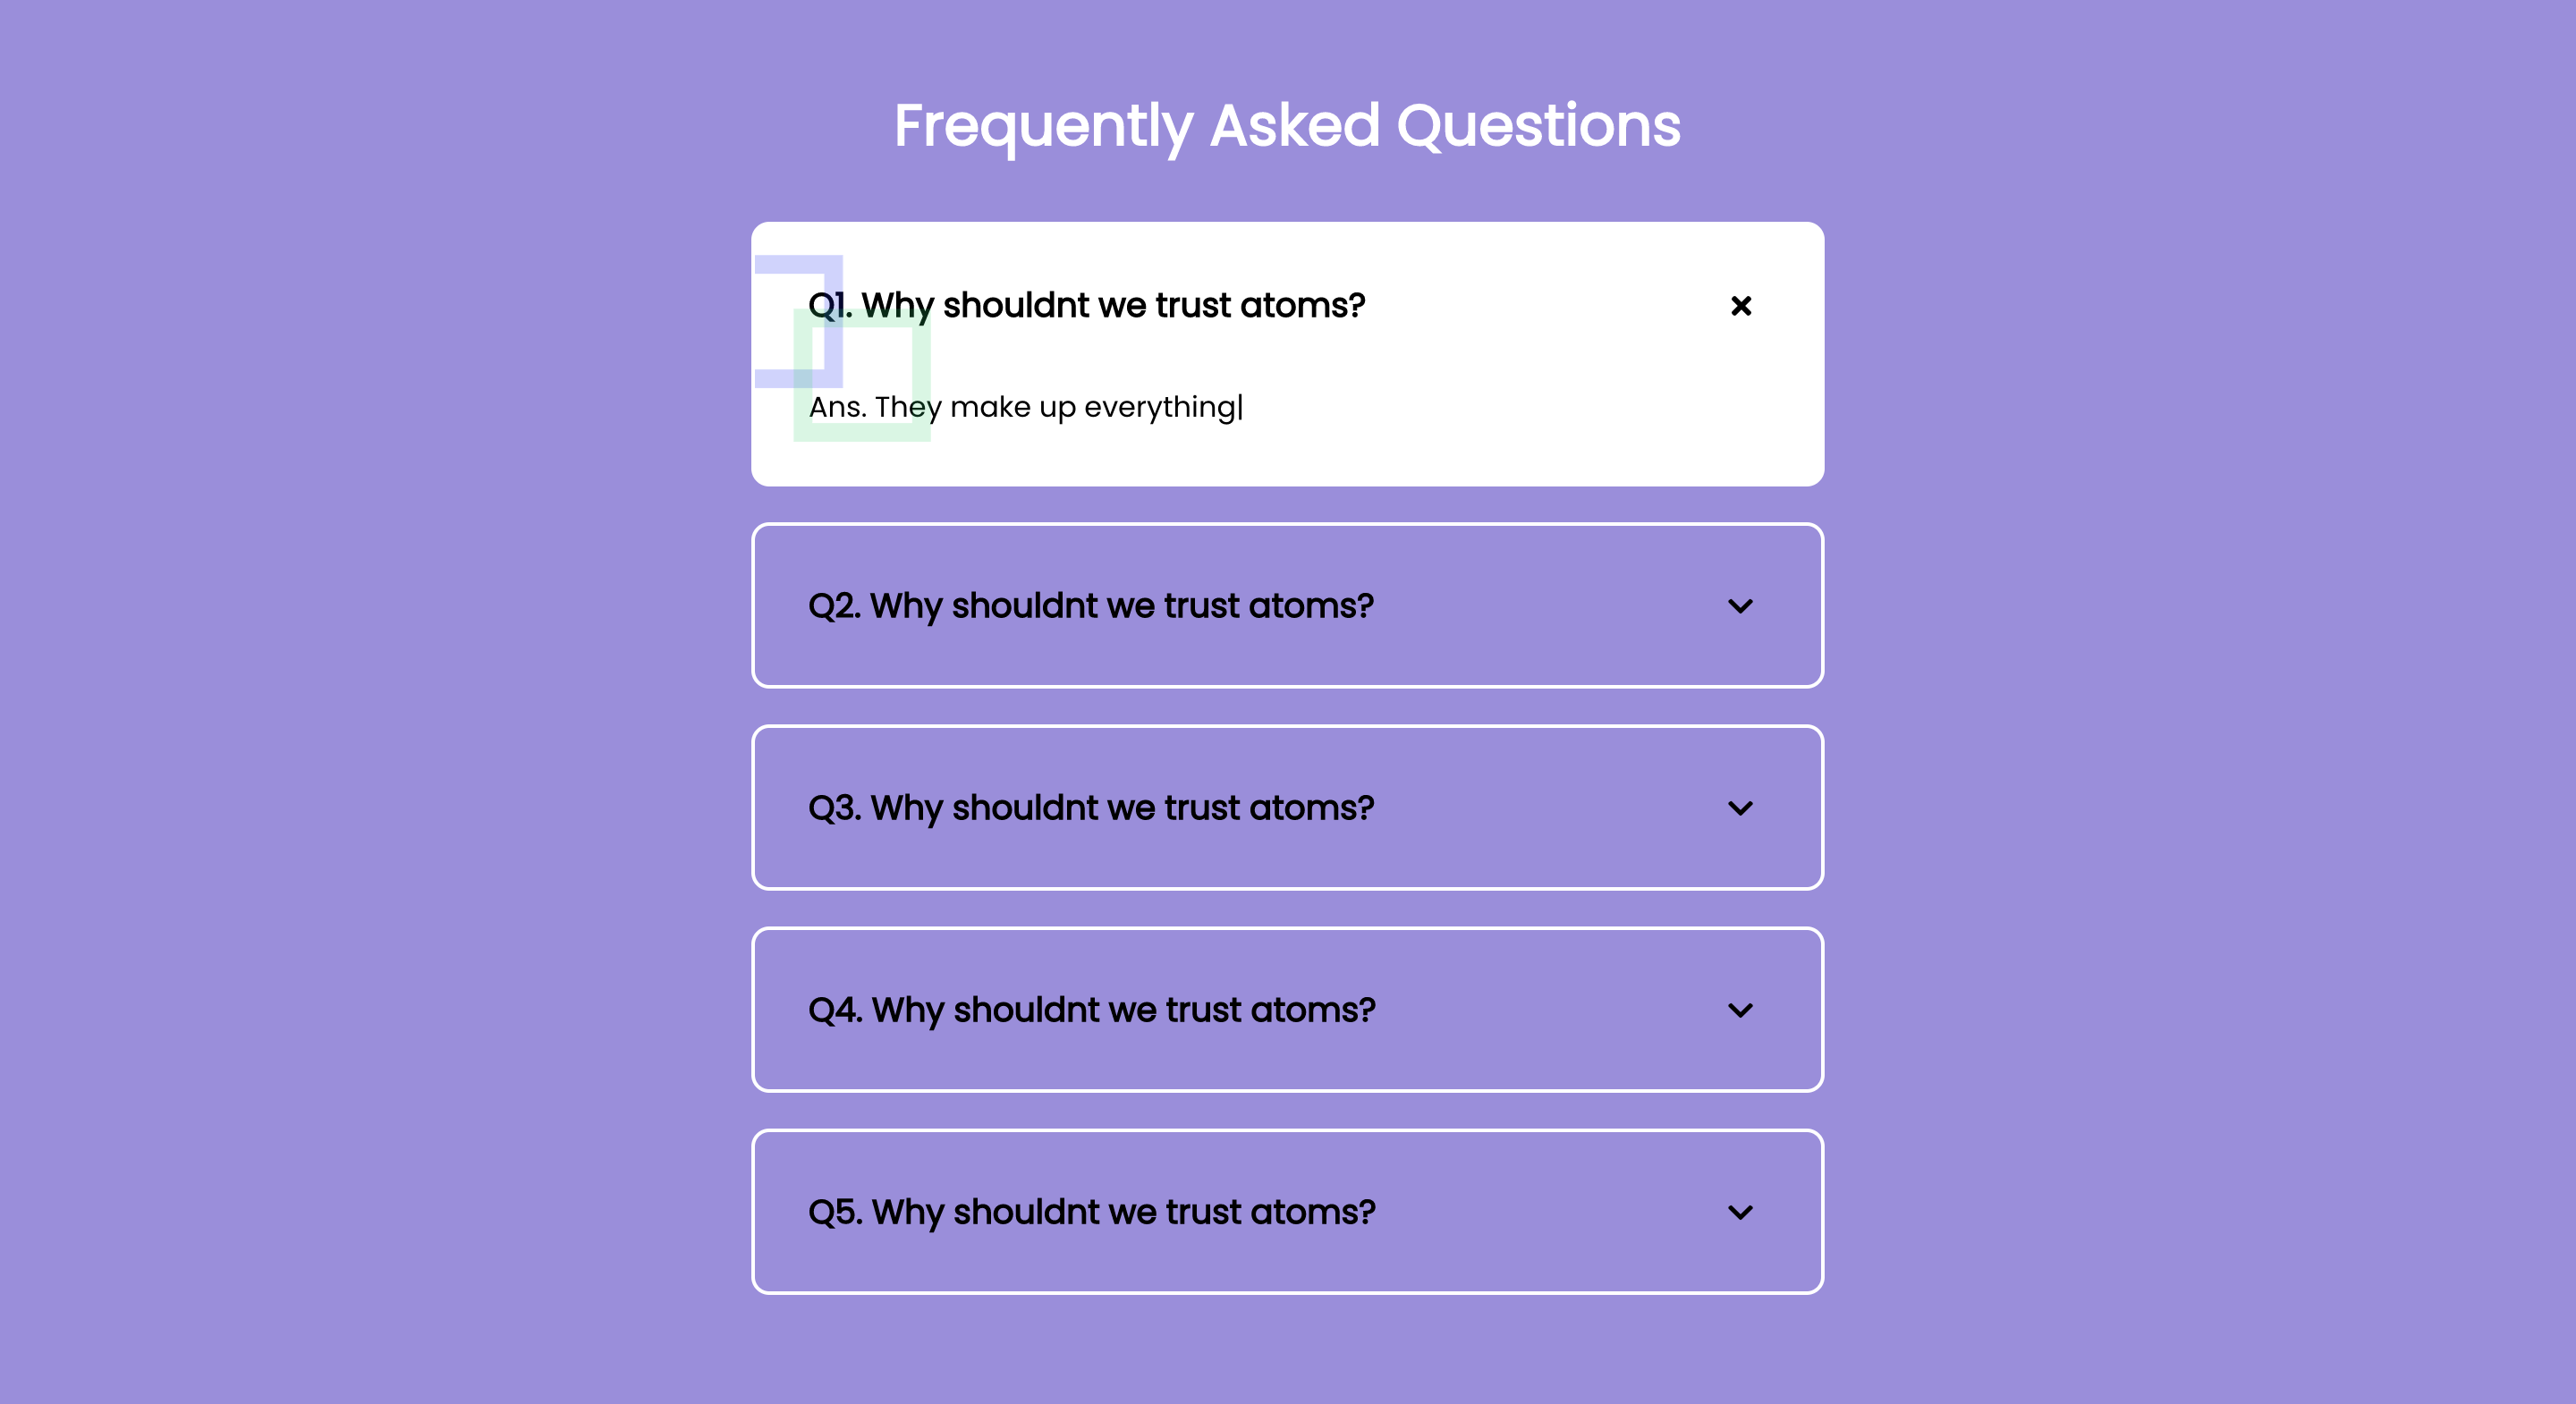 Frequently Asked Questions
Q1. Why shouldnt we trust atoms?
Ans. They make up everything|
Q2. Why shouldnt we trust atoms?
Q3. Why shouldnt we trust atoms?
Q4. Why shouldnt we trust atoms?
Q5. Why shouldnt we trust atoms?